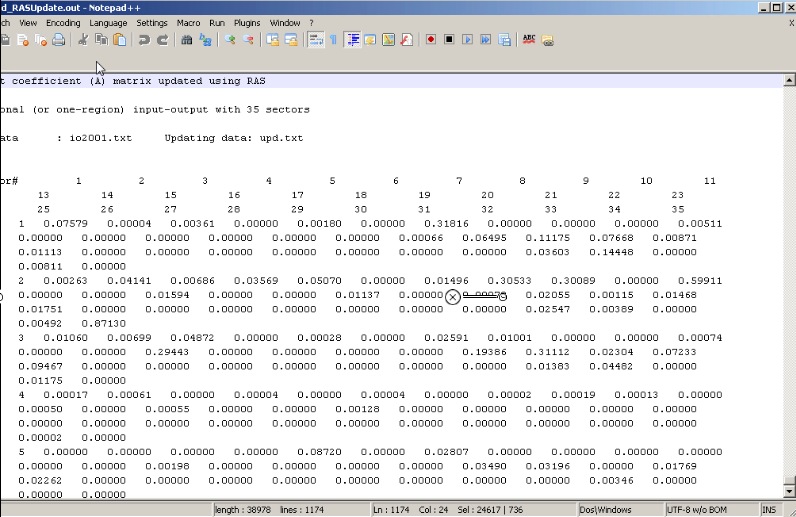 d_RASUpdate.out - Notepad++
ch View Encoding Language Settings Macro Run Plugins Window ? X
ABC
t coefficient (A) matrix updated using RAS
onal (or one-region) input-output with 35 sectors
ata : io2001.txt Updating data: upd.txt
or# 1 2 3 4 5 6 7 8 9 10 11
13 14 15 16 17 18 19 20 21 22 23
25 26 27 28 29 30 31 32 33 34 35
1 0.07579 0.00004 0.00361 0.00000 0.00180 0.00000 0.31816 0.00000 0.00000 0.00000 0.00511
0.00000 0.00000 0.00000 0.00000 0.00000 0.00000 0.00066 0.06495 0.11175 0.07668 0.00871
0.01113 0.00000 0.00000 0.00000 0.00000 0.00000 0.00000 0.00000 0.03603 0.14448 0.00000
0.00811 0.00000
2 0.00263 0.04141 0.00686 0.03569 0.05070 0.00000 0.01496 0.30533 0.30089 0.00000 0.59911
0.00000 0.00000 0.01594 0.00000 0.00000 0.01137 0.00000 0.02055 0.00115 0.01468
0.01751 0.00000 0.00000 0.00000 0.00000 0.00000 0.00000 0.00000 0.02547 0.00389 0.00000
0.00492 0.87130
3 0.01060 0.00699 0.04872 0.00000 0.00028 0.00000 0.02591 0.01001 0.00000 0.00000 0.00074
0.00000 0.00000 0.29443 0.00000 0.00000 0.00000 0.00000 0.19386 0.31112 0.02304 0.07233
0.09467 0.00000 0.00000 0.00000 0.00000 0.00000 0.00000 0.00000 0.01383 0.04482 0.00000
0.01175 0.00000
4 0.00017 0.00061 0.00000 0.00004 0.00000 0.00004 0.00000 0.00002 0.00019 0.00013 0.00000
0.00050 0.00000 0.00055 0.00000 0.00000 0.00128 0.00000 0.00000 0.00000 0.00000 0.00000
0.00000 0.00000 0.00000 0.00000 0.00000 0.00000 0.00000 0.00000 0.00000 0.00000 0.00000
0.00002 0.00000
5 0.00000 0.00000 0.00000 0.00000 0.08720 0.00000 0.02807 0.00000 0.00000 0.00000 0.00000
0.00000 0.00000 0.00198 0.00000 0.00000 0.00000 0.00000 0.03490 0.03196 0.00000 0.01769
0.02262 0.00000 0.00000 0.00000 0.00000 0.00000 0.00000 0.00000 0.00000 0.00346 0.00000
0.00000 0.00000
length : 38978 lines : 1174 Ln : 1174 Col : 24 Sel : 24617 | 736 Dos\Windows UTF-8 w/o BOM INS